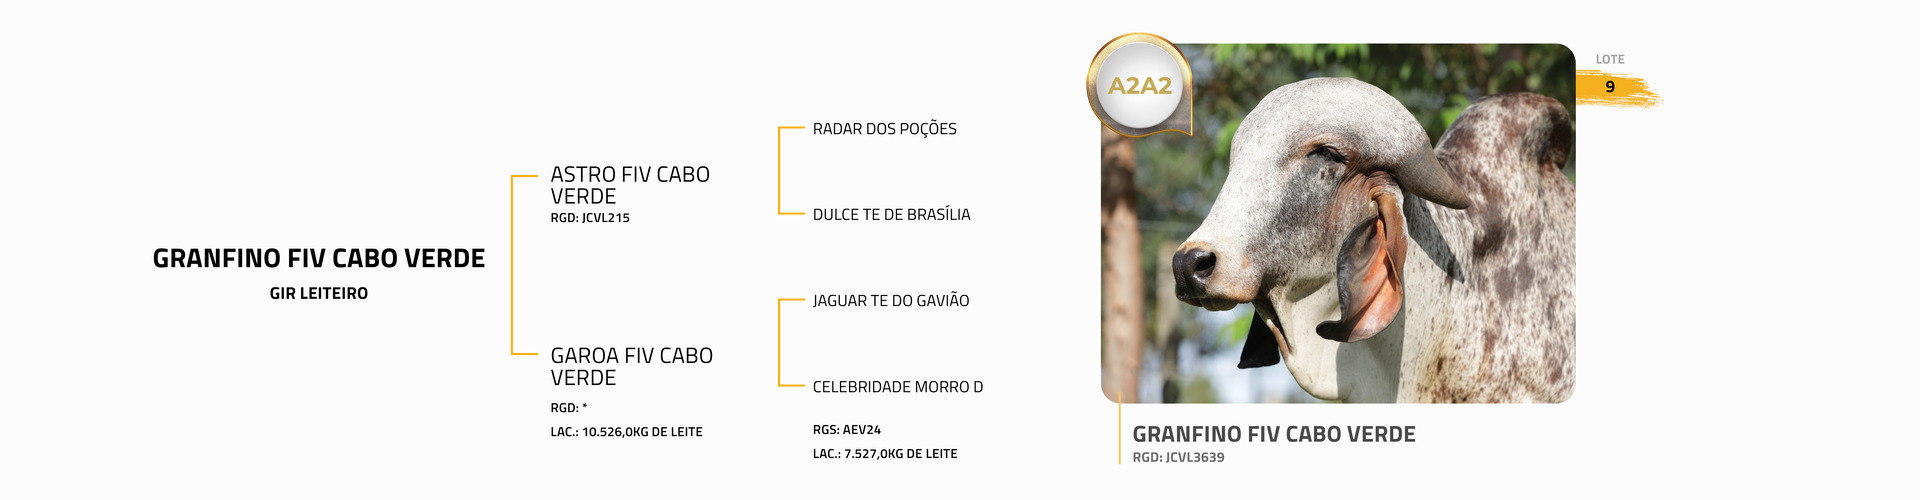 GRANFINO FIV CABO VERDE
GIR LEITEIRO
ASTRO FIV CABO
VERDE
RGD: JCVL215
GAROA FIV CABO
VERDE
RGD: *
LAC.: 10.526,0KG DE LEITE
RADAR DOS POÇÕES
DULCE TE DE BRASÍLIA
JAGUAR TE DO GAVIÃO
CELEBRIDADE MORRO D
RGS: AEV24
LAC.: 7.527,0KG DE LEITE
A2A2
LOTE
9
GRANFINO FIV CABO VERDE
RGD: JCVL3639